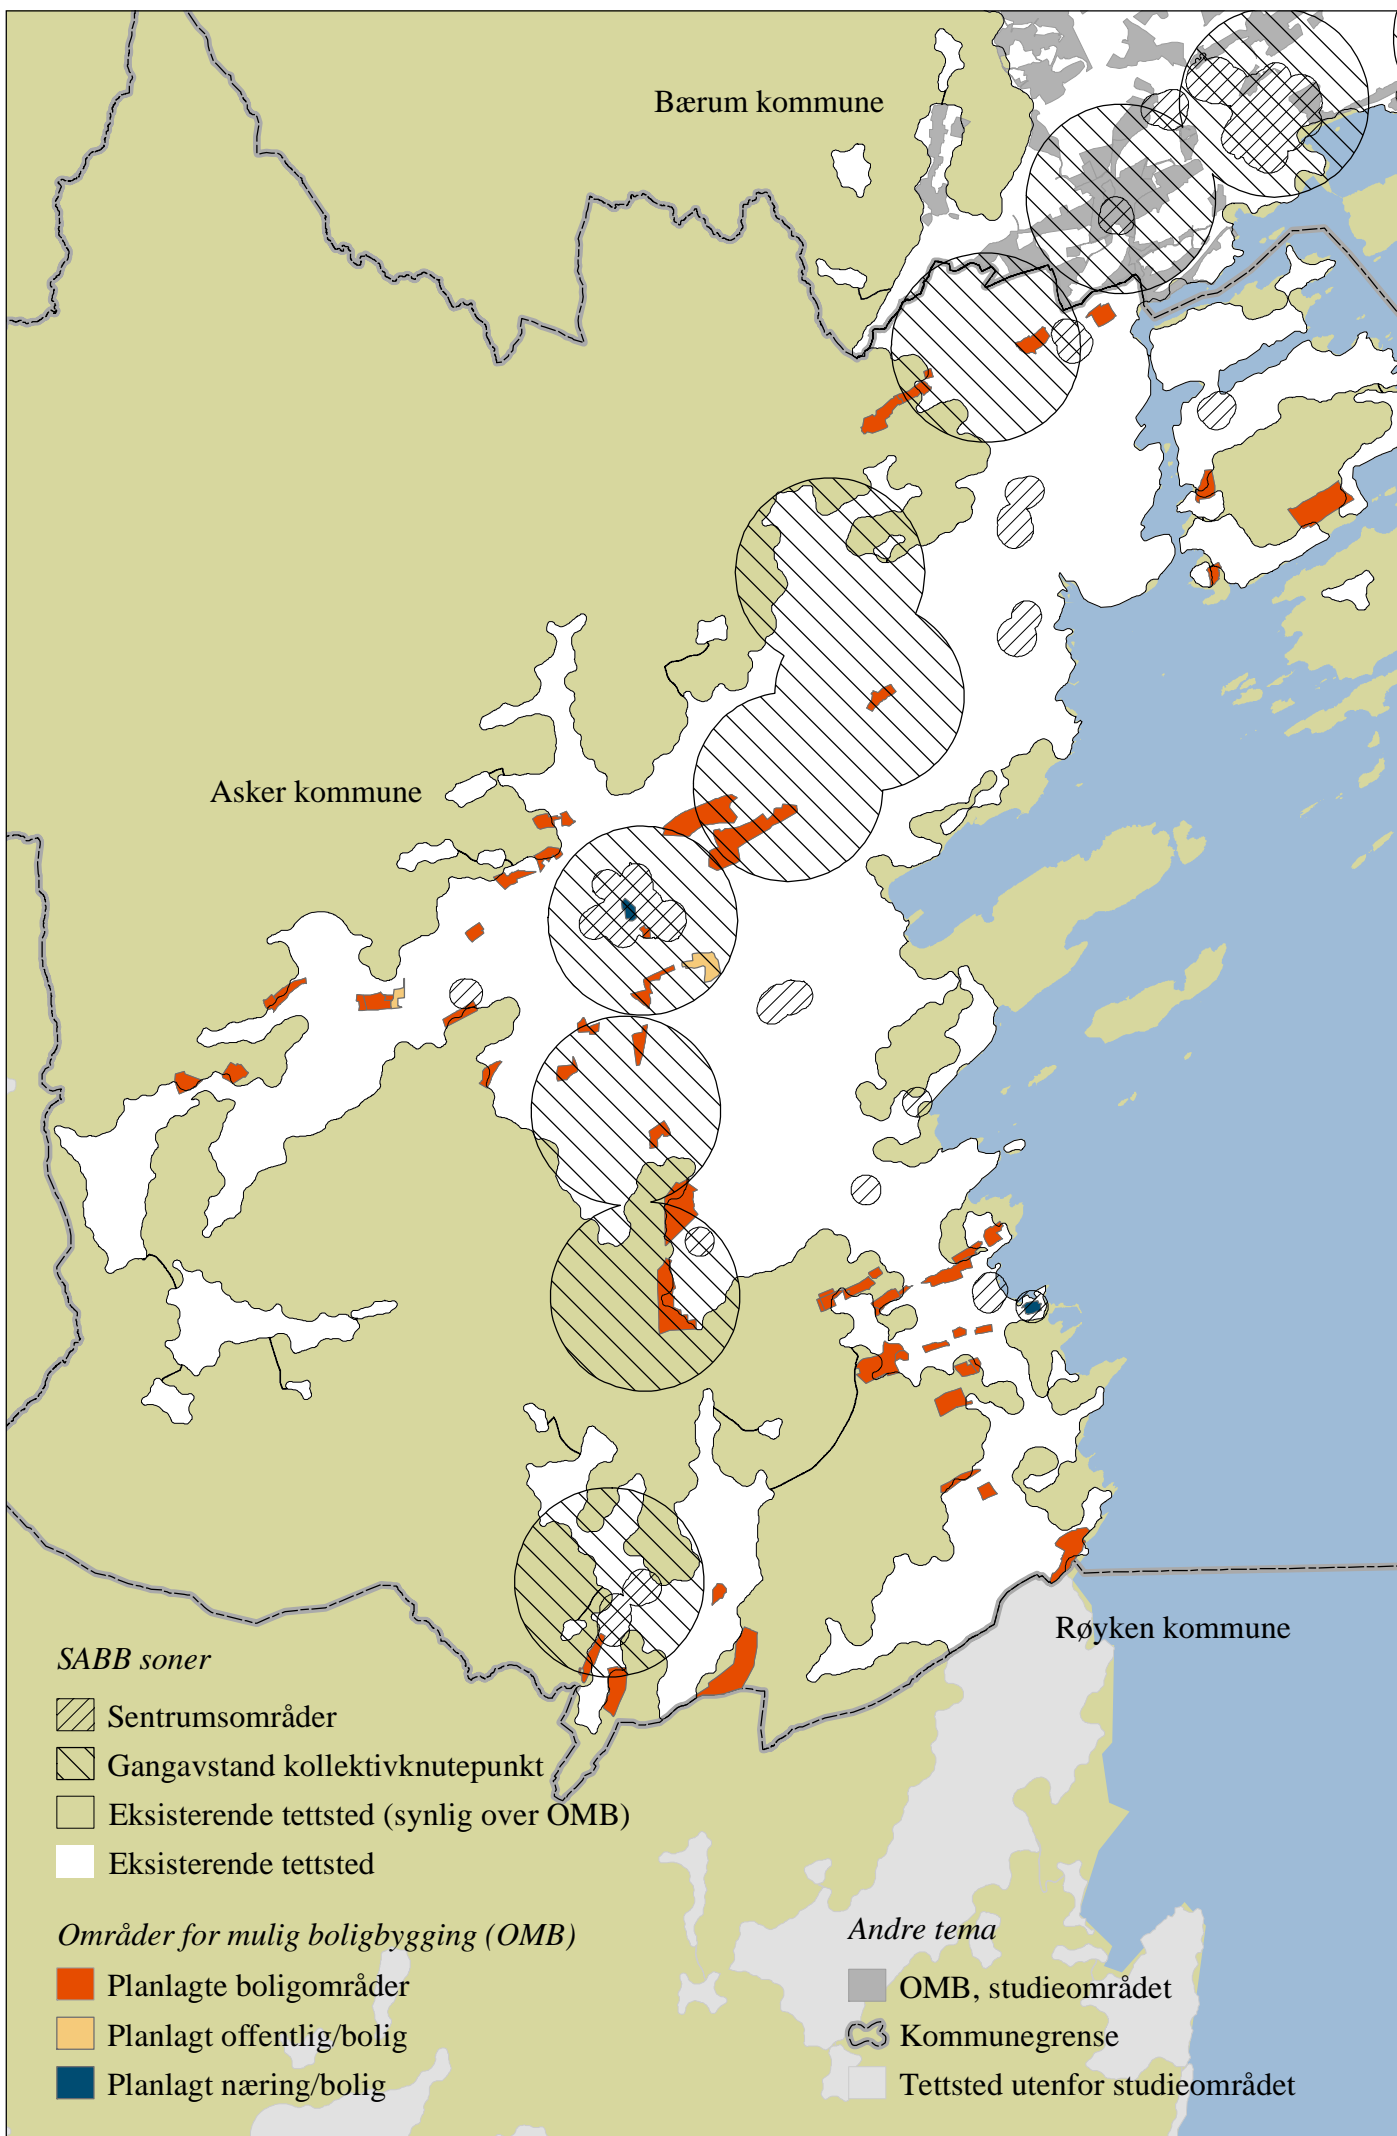 Bærum kommune
Asker kommune
Røyken kommune
SABB soner
Sentrumsområder
Gangavstand kollektivknutepunkt
Eksisterende tettsted (synlig over OMB)
Eksisterende tettsted
Områder for mulig boligbygging (OMB)
Planlagte boligområder
Planlagt offentlig/bolig
Planlagt næring/bolig
Andre tema
OMB, studieområdet
Kommunegrense
Tettsted utenfor studieområdet